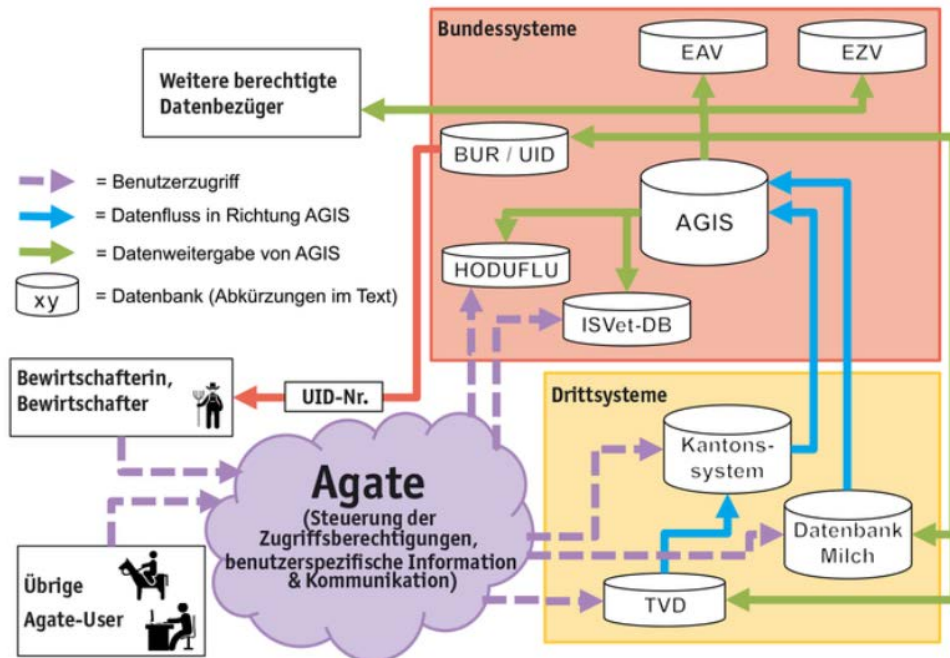 Bundessysteme
EAV
EZV
Weitere berechtigte
Datenbezüger
BUR / UID
= Benutzerzugriff
= Datenfluss in Richtung AGIS
= Datenweitergabe von AGIS
xy
= Datenbank (Abkürzungen im Text)
AGIS
HODUFLU
ISVet-DB
Bewirtschafterin,
Bewirtschafter
UID-Nr.
Drittsysteme
Kantons-
system
Agate
(Steuerung der
Zugriffsberechtigungen,
benutzerspezifische Information
& Kommunikation)
Datenbank
Milch
TVD
Übrige
Agate-User